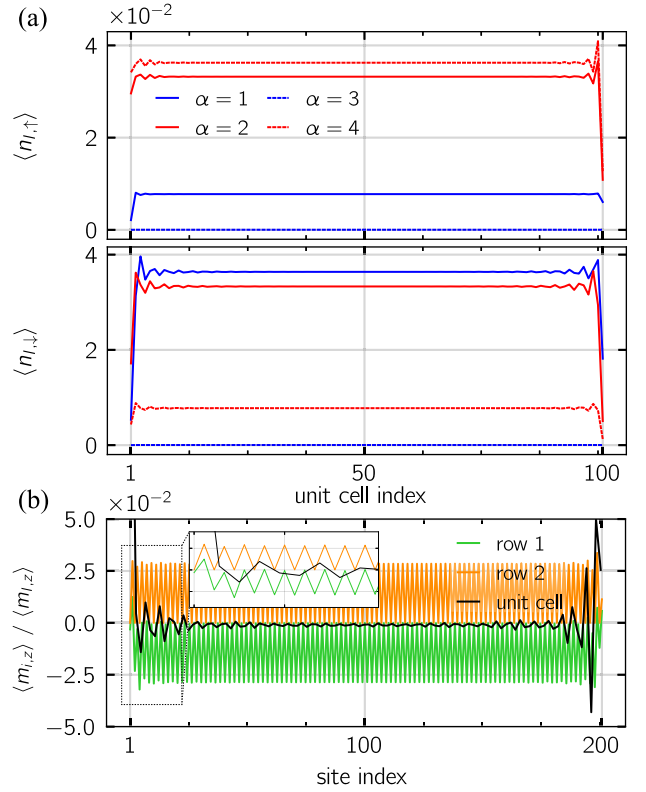 (a)
×10⁻²
4
2
0
⟨n_{l,↑}⟩
α = 1
α = 3
α = 2
α = 4
4
2
0
⟨n_{l,↓}⟩
1
50
100
unit cell index
(b)
×10⁻²
5.0
2.5
0.0
−2.5
−5.0
⟨m_{i,z}⟩ / ⟨m_{l,z}⟩
row 1
row 2
unit cell
1
100
200
site index